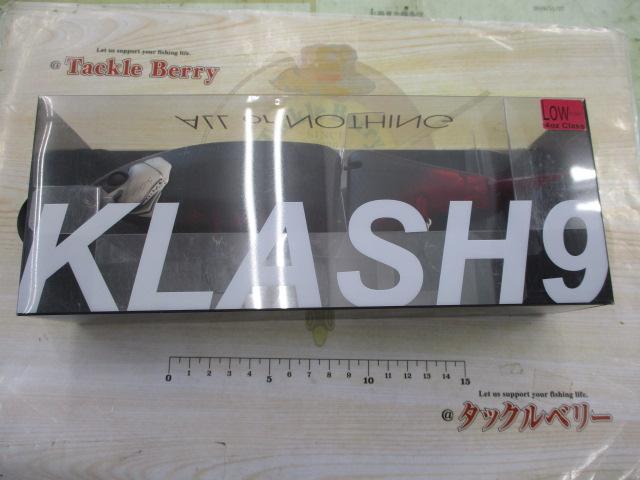 Let us support your fishing life.
@ Tackle Berry
ALL or NOTHING
LOW
4oz Class
KLASH9
0 1 2 3 4 5 6 7 8 9 10 11 12 13 14 15
Let us support your fishing life.
@ タックルベリー